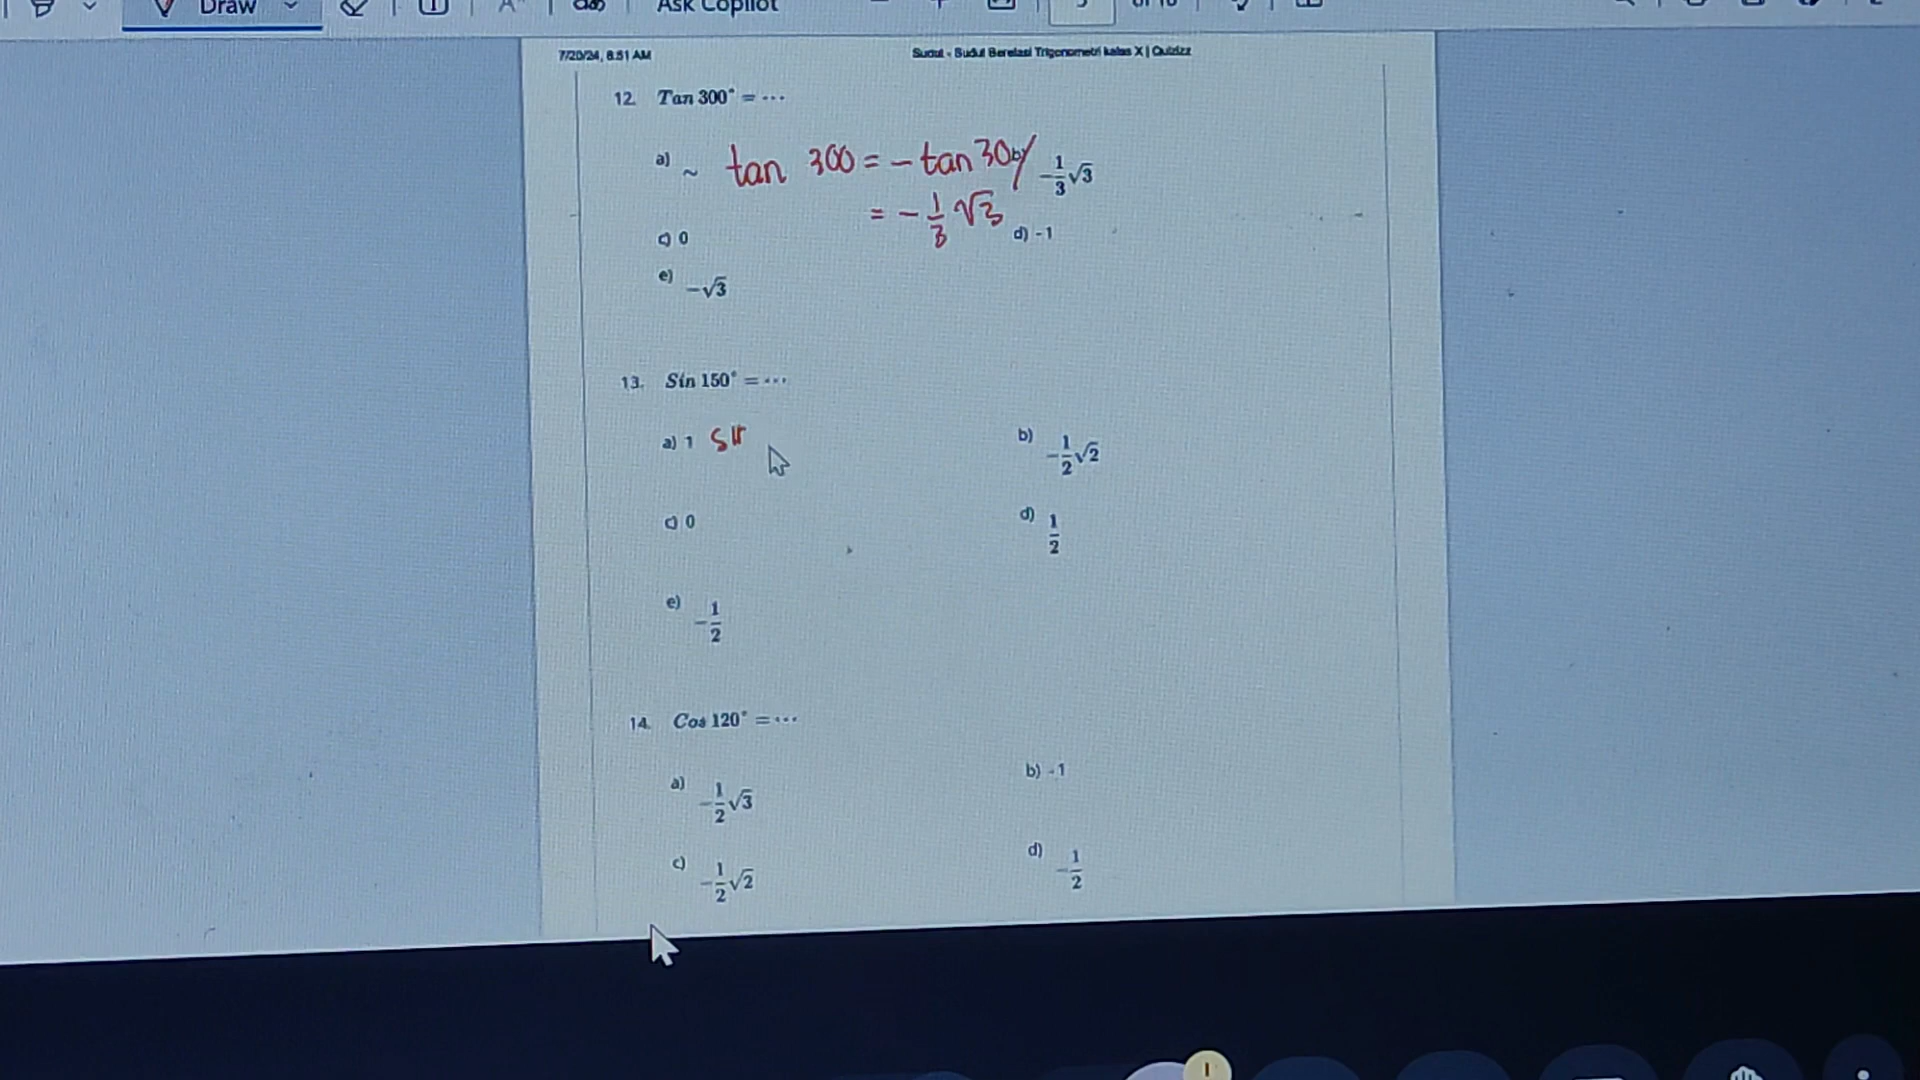 Draw
Ask Copilot
7/20/24, 8:51 AM
Sudut - Sudut Berelasi Trigonometri kelas X | Quizizz
12. Tan 300° = ⋯
a) ~
tan 300 = - tan 30
b) -1/3√3
= - 1/3 √3
c) 0
d) -1
e) -√3
13. Sin 150° = ⋯
a) 1
b) -1/2√2
c) 0
d) 1/2
e) -1/2
14. Cos 120° = ⋯
a) -1/2√3
b) -1
c) -1/2√2
d) -1/2